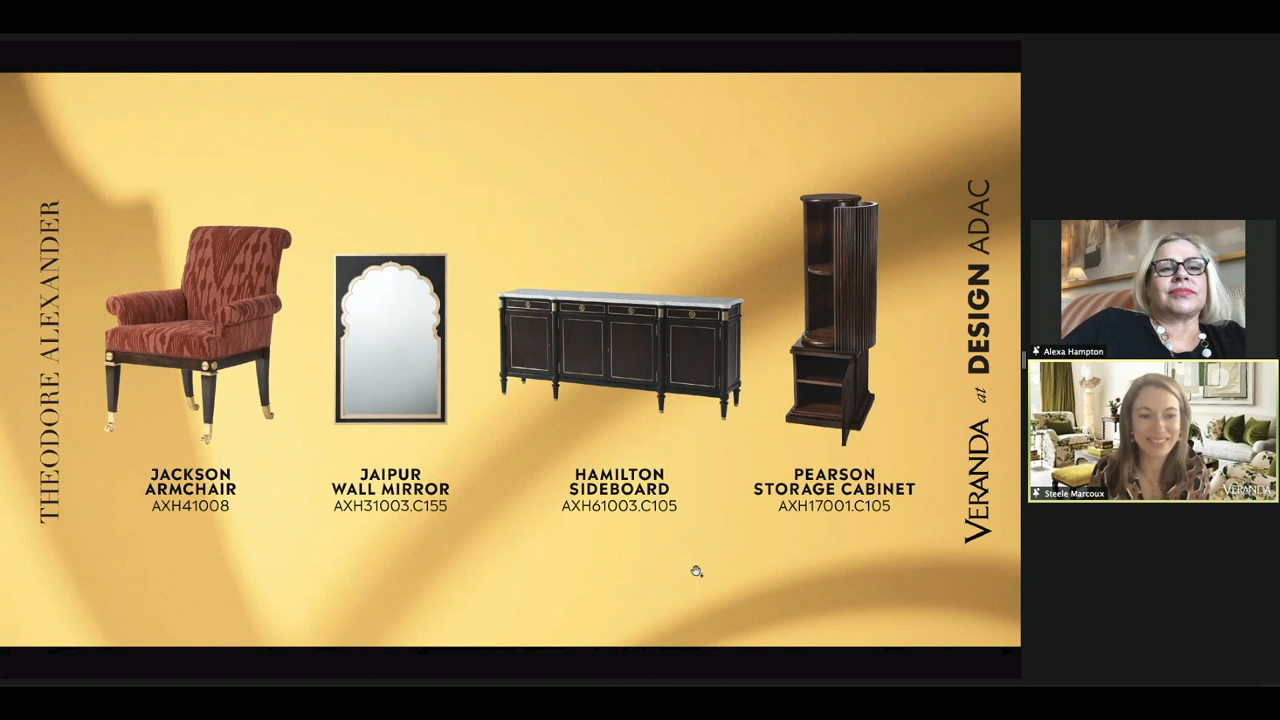 THEODORE ALEXANDER
JACKSON
ARMCHAIR
AXH41008
JAIPUR
WALL MIRROR
AXH31003.C155
HAMILTON
SIDEBOARD
AXH61003.C105
PEARSON
STORAGE CABINET
AXH17001.C105
VERANDA at DESIGN ADAC
Alexa Hampton
Steele Marcoux
VERANDA